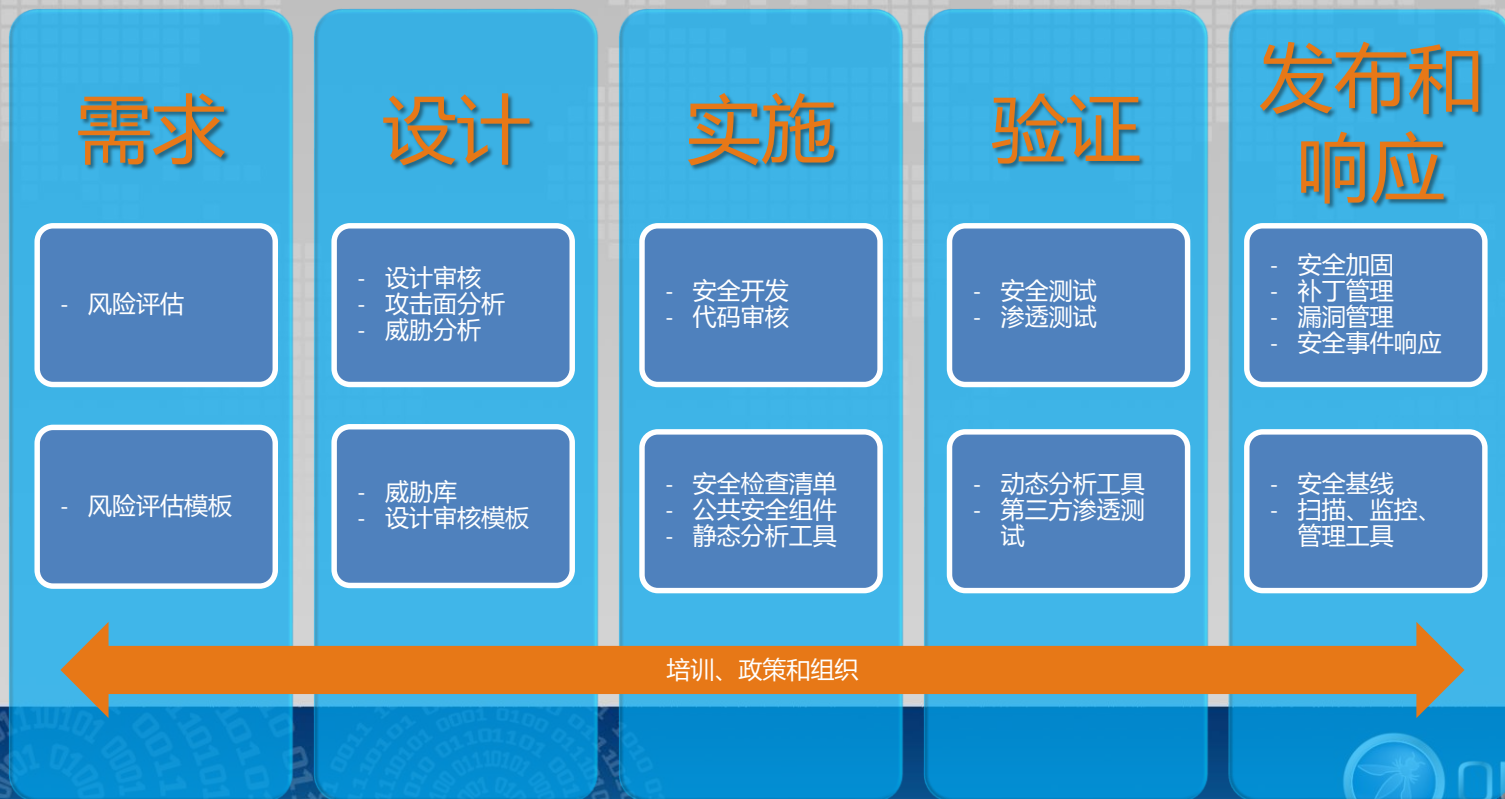 需求
- 风险评估
- 风险评估模板
设计
- 设计审核
- 攻击面分析
- 威胁分析
- 威胁库
- 设计审核模板
实施
- 安全开发
- 代码审核
- 安全检查清单
- 公共安全组件
- 静态分析工具
验证
- 安全测试
- 渗透测试
- 动态分析工具
- 第三方渗透测
试
发布和
响应
- 安全加固
- 补丁管理
- 漏洞管理
- 安全事件响应
- 安全基线
- 扫描、监控、
管理工具
培训、政策和组织